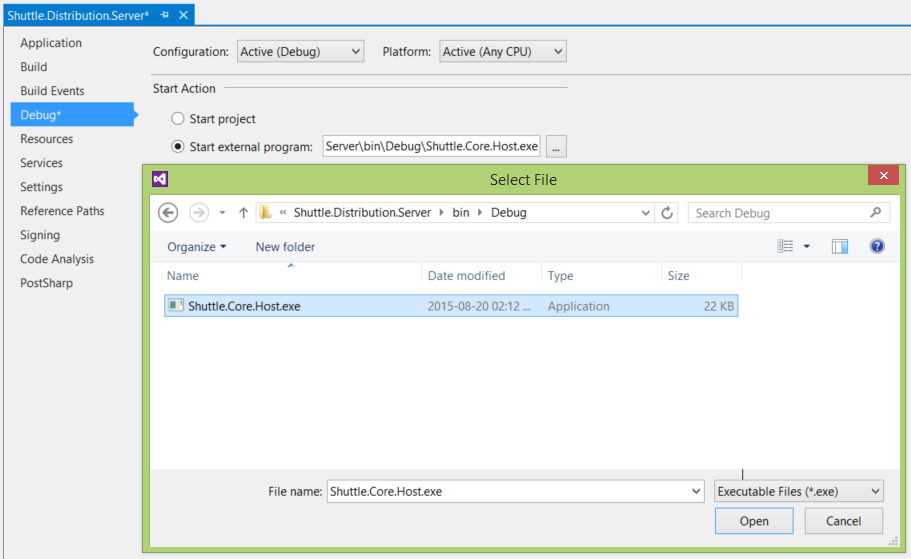 Shuttle.Distribution.Server*
Application
Build
Build Events
Debug*
Resources
Services
Settings
Reference Paths
Signing
Code Analysis
PostSharp
Configuration: Active (Debug) Platform: Active (Any CPU)
Start Action
Start project
Start external program: Server\bin\Debug\Shuttle.Core.Host.exe ...
Select File
« Shuttle.Distribution.Server bin Debug Search Debug
Organize New folder
Name Date modified Type Size
Shuttle.Core.Host.exe 2015-08-20 02:12 ... Application 22 KB
File name: Shuttle.Core.Host.exe Executable Files (*.exe)
Open Cancel